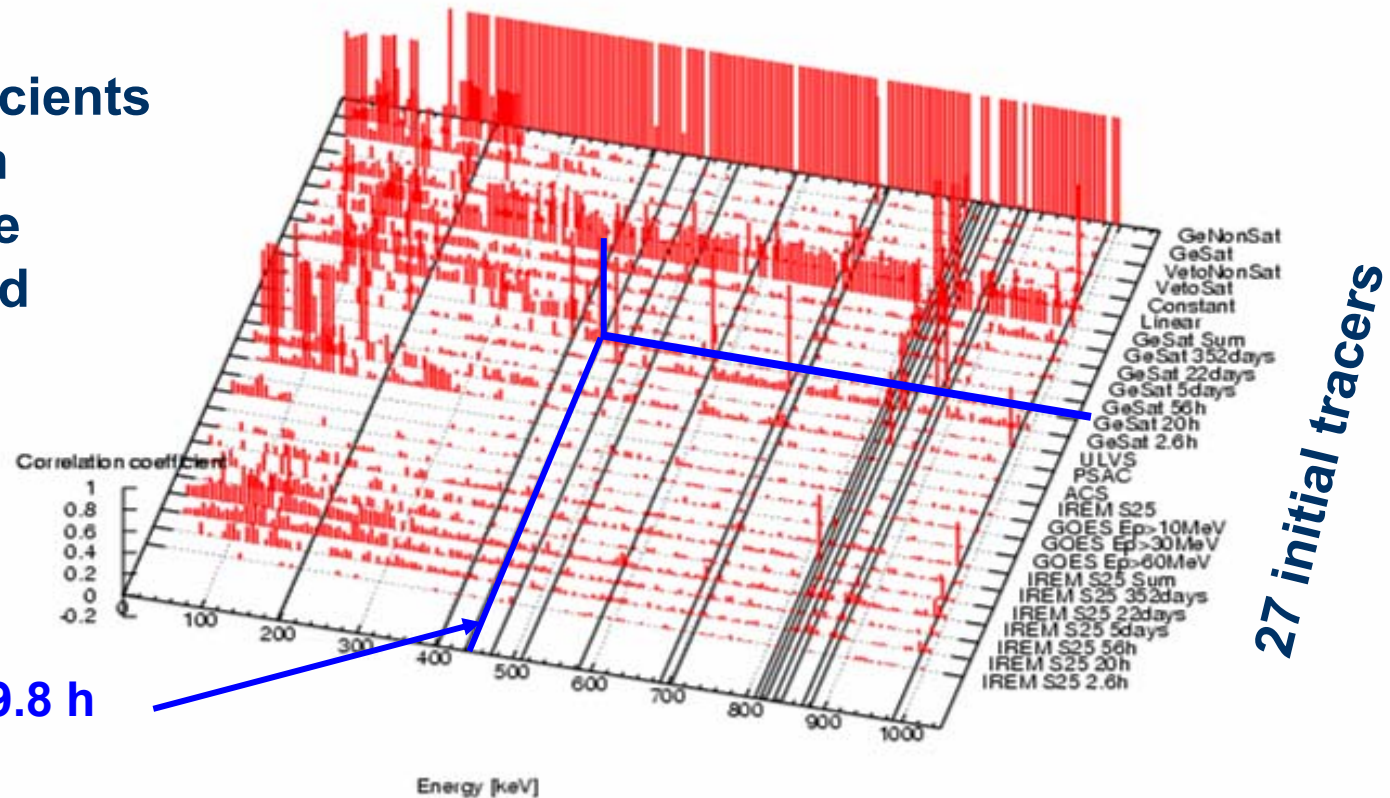 cients
n
e
d
GeNonSat
GeSat
VetoNonSat
VetoSat
Constant
Linear
GeSat Sum
GeSat 352days
GeSat 22days
GeSat 5days
GeSat 56h
GeSat 20h
GeSat 2.6h
ULVS
PSAC
ACS
IREM S25
GOES Ep>10MeV
GOES Ep>30MeV
GOES Ep>60MeV
IREM S25 Sum
IREM S25 352days
IREM S25 22days
IREM S25 5days
IREM S25 56h
IREM S25 20h
IREM S25 2.6h
27 initial tracers
Correlation coefficient
1
0.8
0.6
0.4
0.2
0
-0.2
0
100
200
300
400
500
600
700
800
900
1000
9.8 h
Energy [keV]